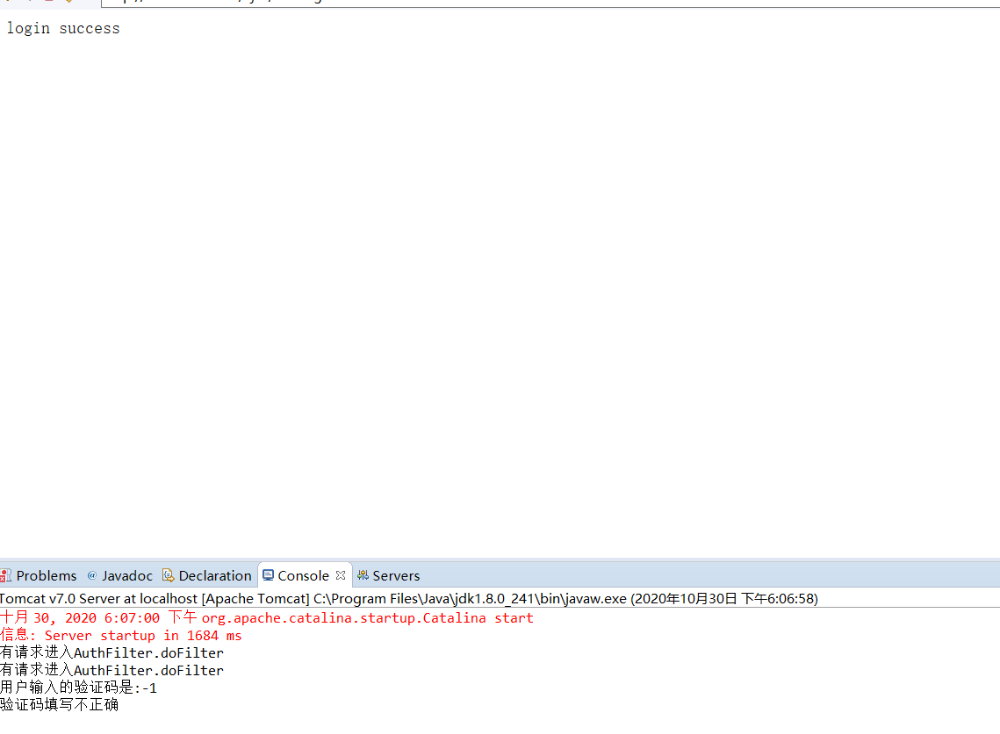 login success
Problems @ Javadoc Declaration Console Servers
Tomcat v7.0 Server at localhost [Apache Tomcat] C:\Program Files\Java\jdk1.8.0_241\bin\javaw.exe (2020年10月30日 下午6:06:58)
十月 30, 2020 6:07:00 下午 org.apache.catalina.startup.Catalina start
信息: Server startup in 1684 ms
有请求进入AuthFilter.doFilter
有请求进入AuthFilter.doFilter
用户输入的验证码是:-1
验证码填写不正确